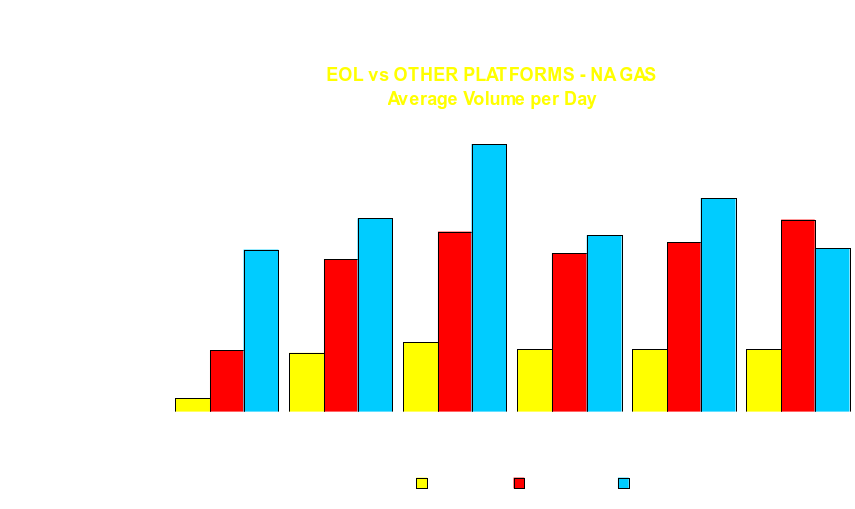 EOL vs OTHER PLATFORMS - NA GAS
Average Volume per Day